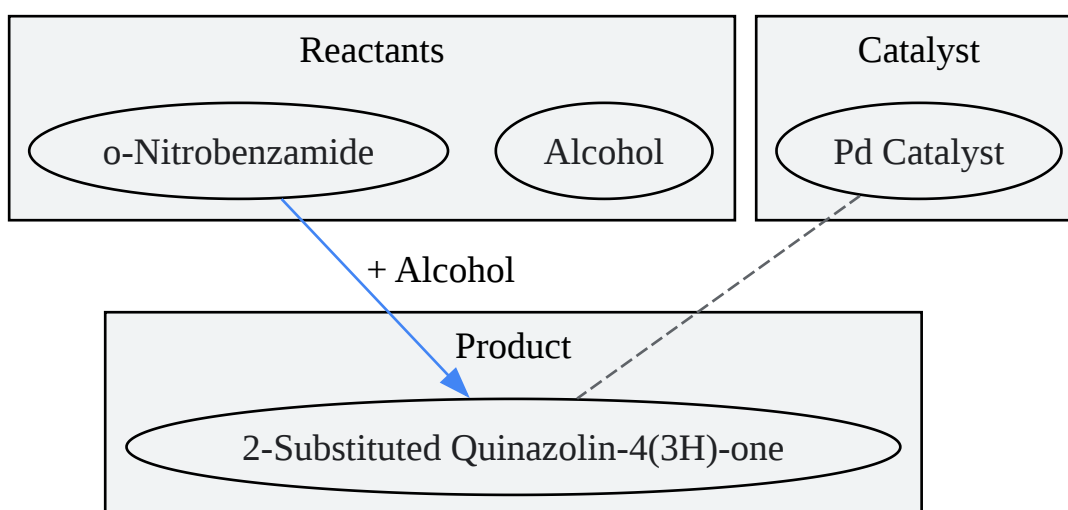 Reactants
Catalyst
o-Nitrobenzamide
Alcohol
Pd Catalyst
+ Alcohol
Product
2-Substituted Quinazolin-4(3H)-one